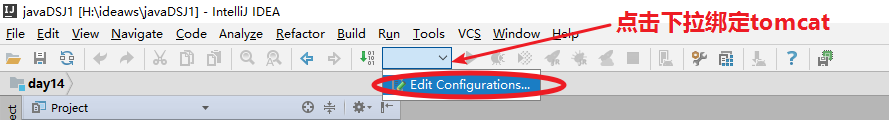 javaDSJ1 [H:\ideaws\javaDSJ1] - IntelliJ IDEA
点击下拉绑定tomcat
File Edit View Navigate Code Analyze Refactor Build Run Tools VCS Window Help
Edit Configurations...
day14
Project